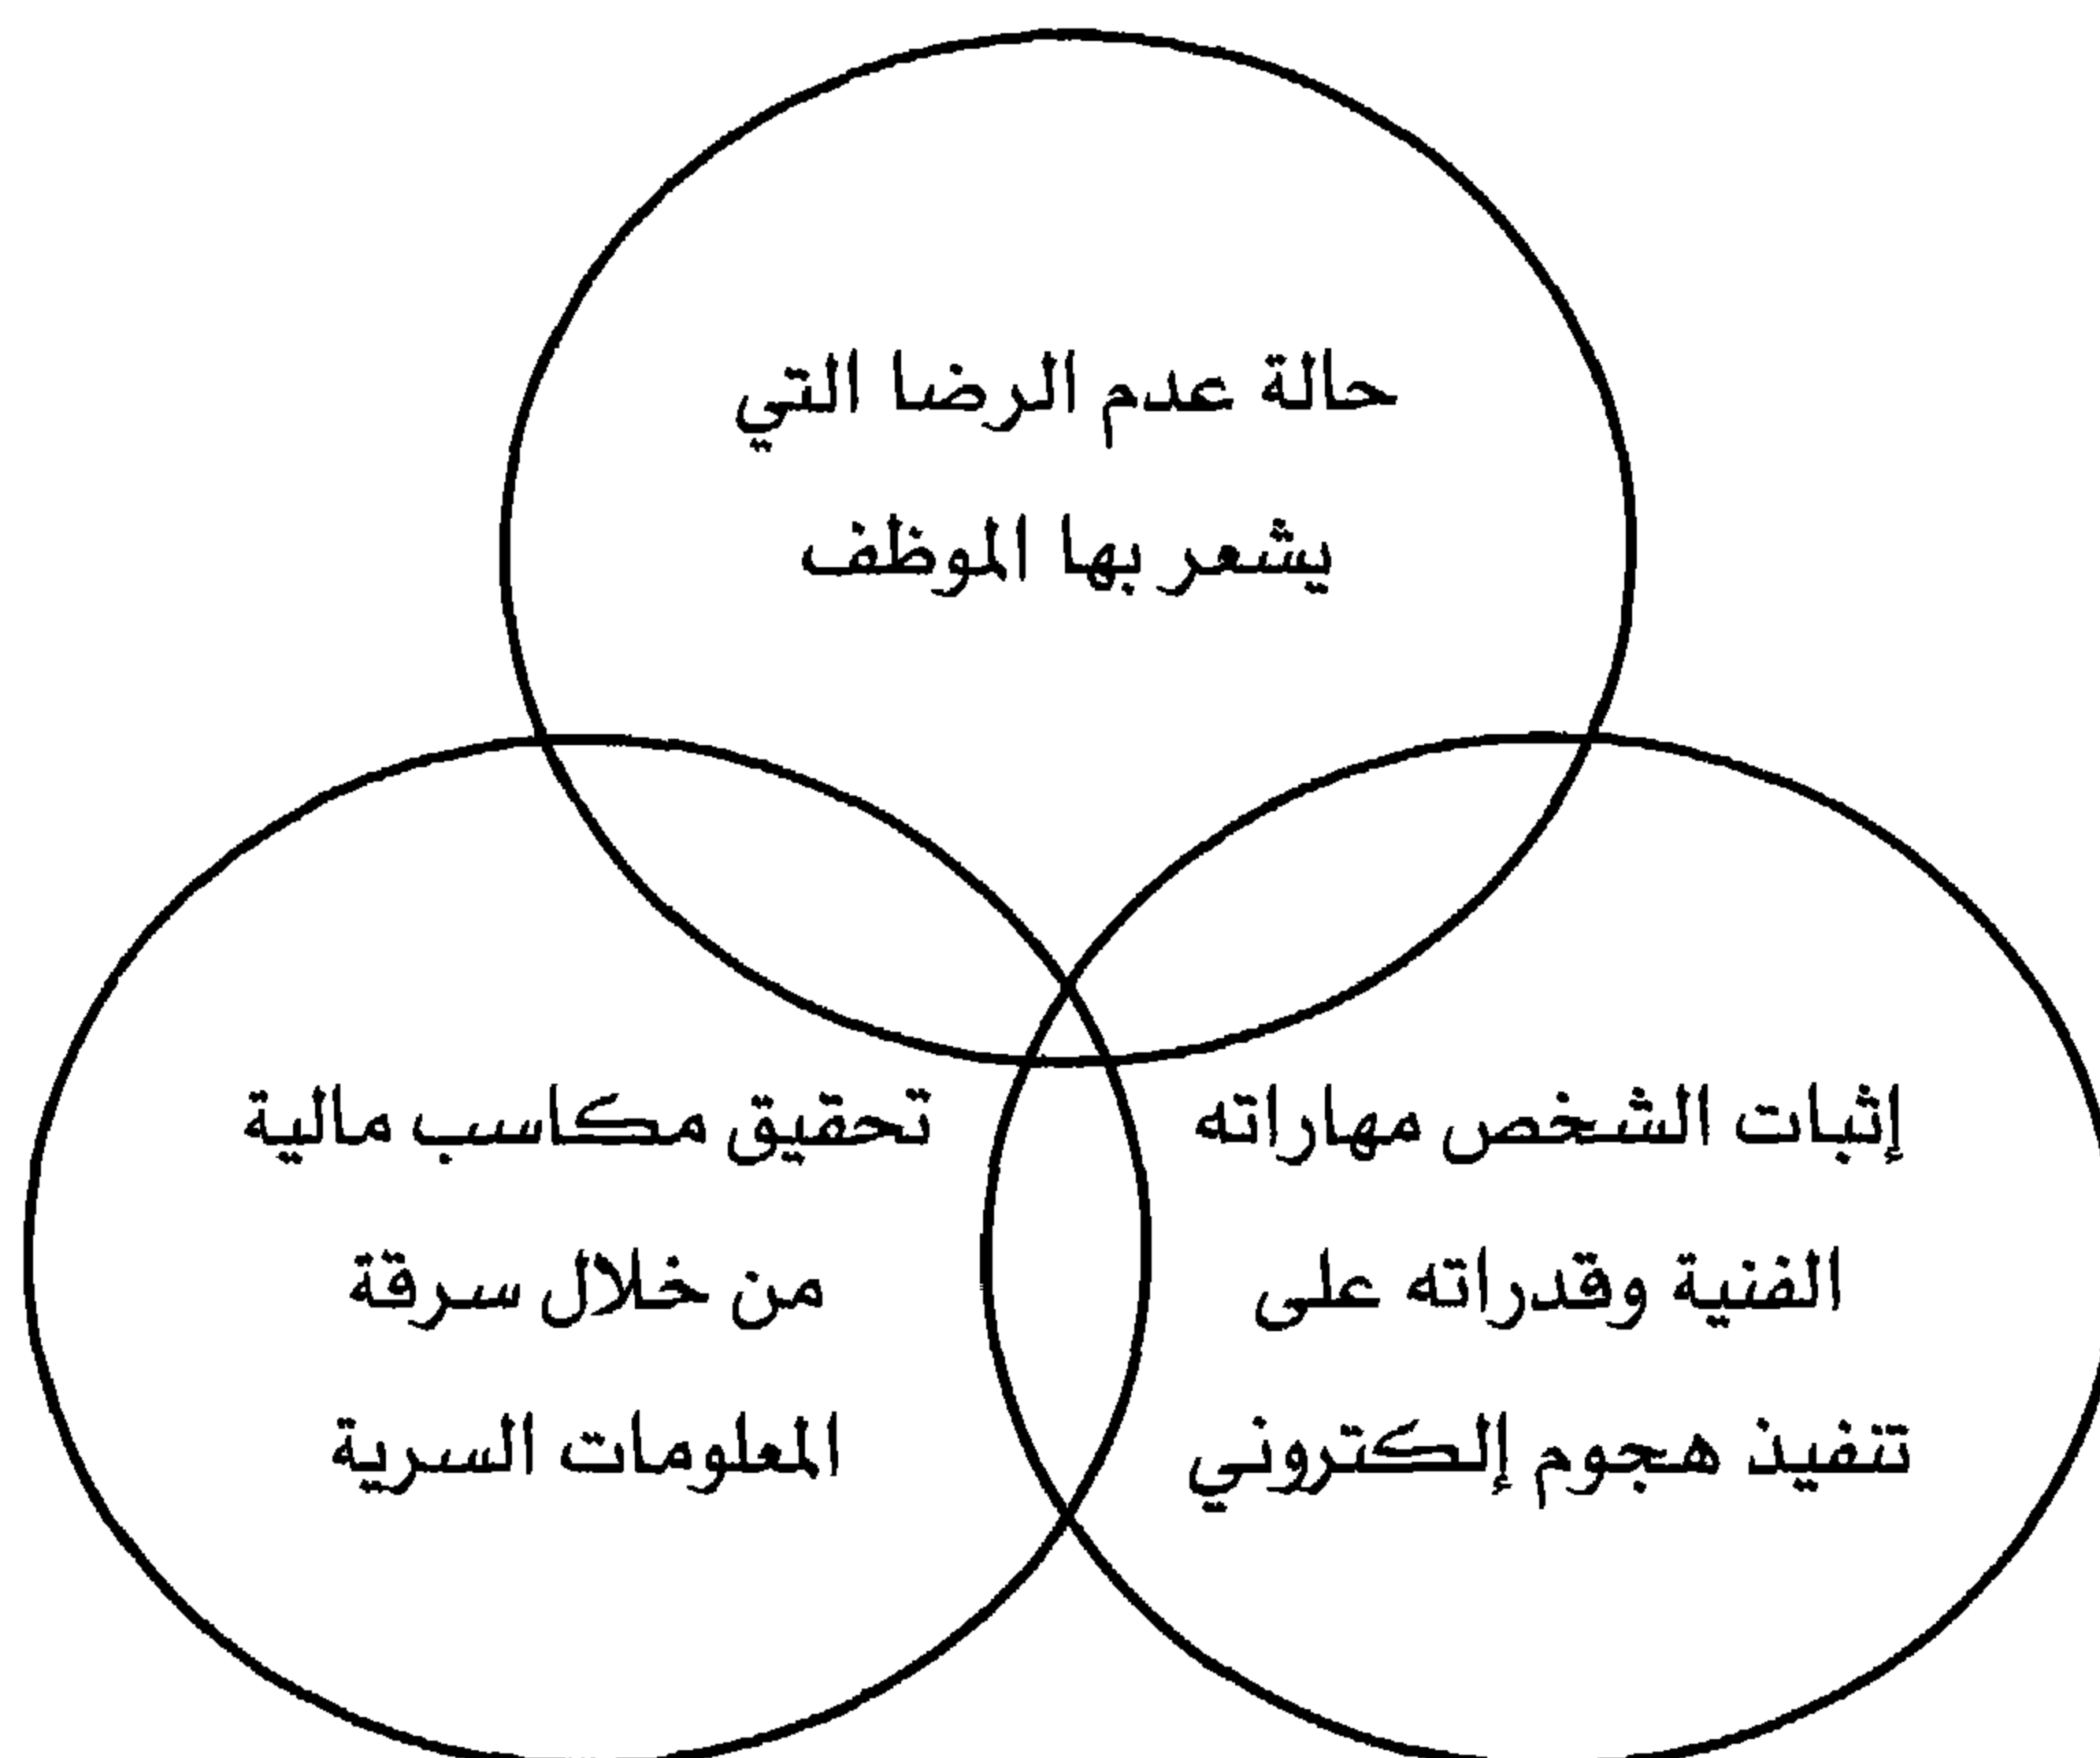 حالة عدم الرضا التي
يشعر بها الموظف
إثبات الشخص مهاراته
الفنية وقدراته على
تنفيذ هجوم إلكتروني
تحقيق مكاسب مالية
من خلال سرقة
المعلومات السرية